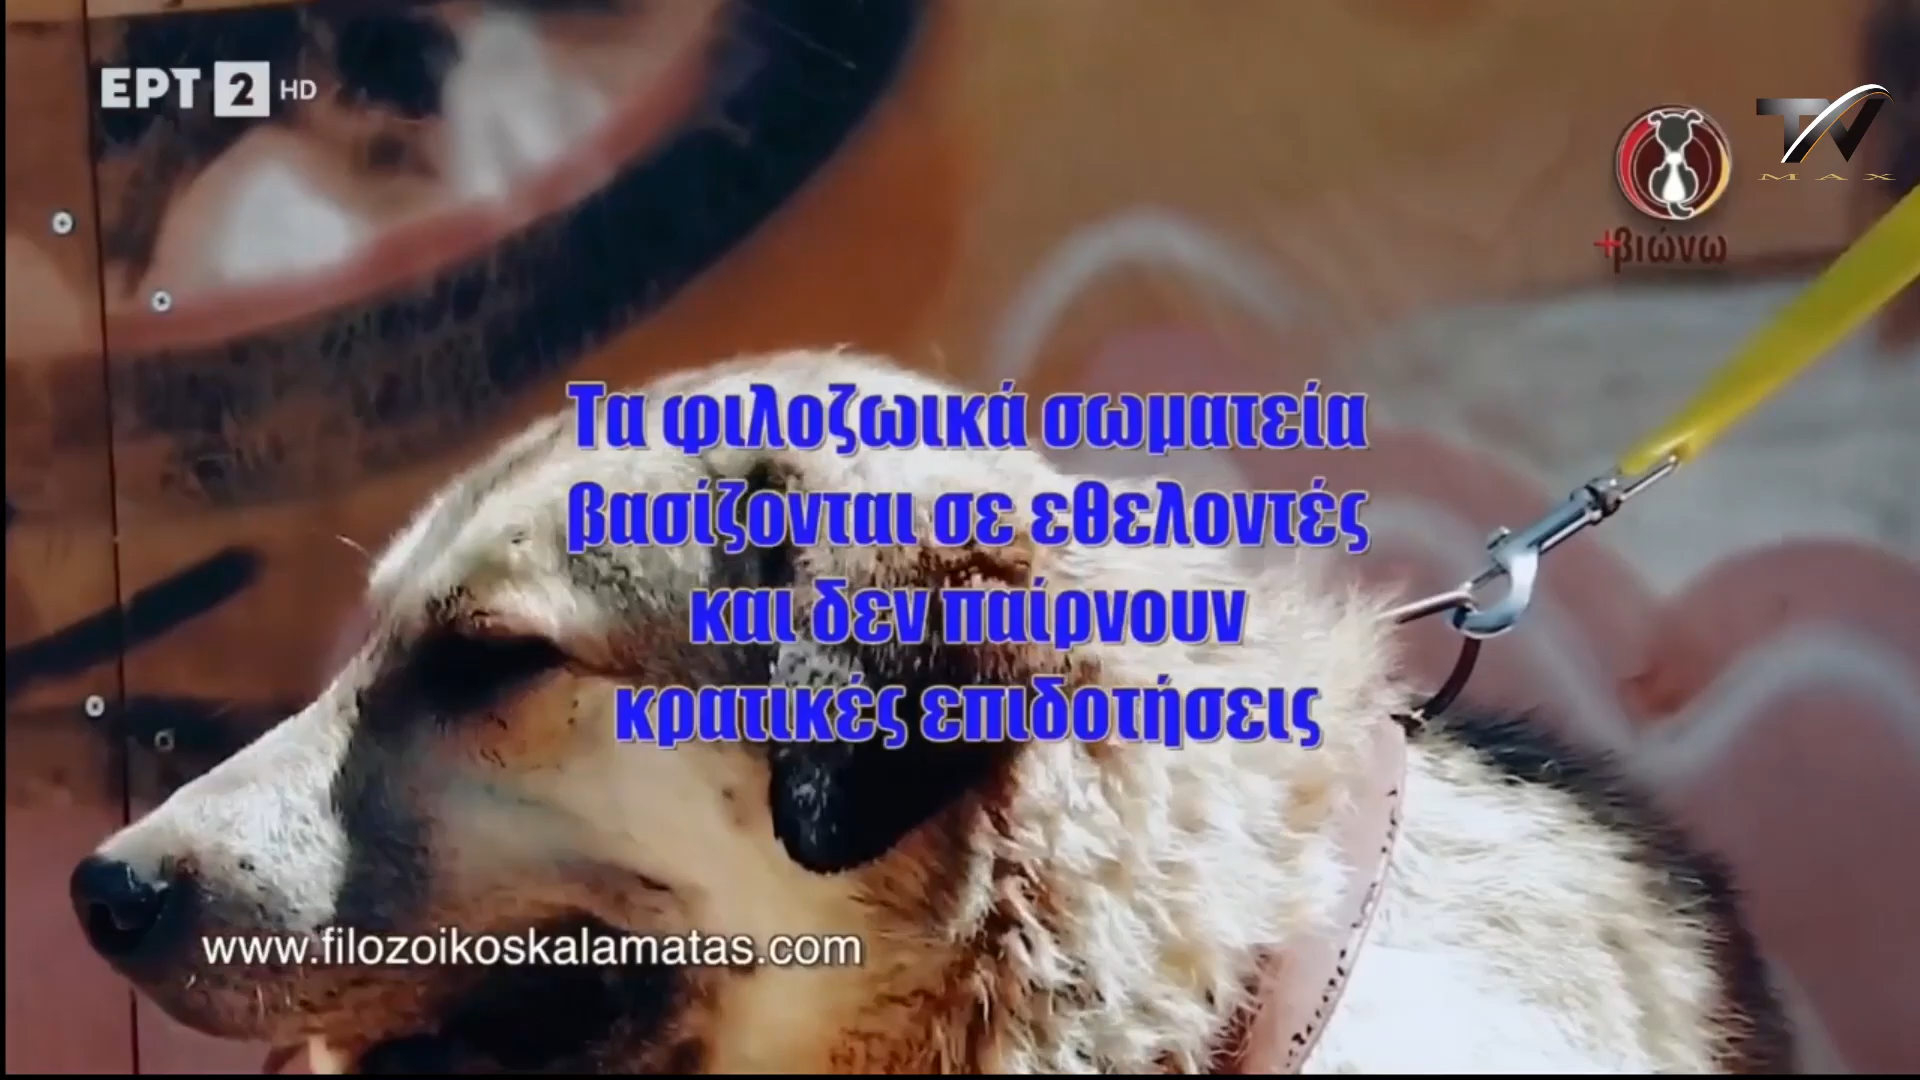 ΕΡΤ 2 HD
TV
MAX
+βιώνω
Τα φιλοζωικά σωματεία
βασίζονται σε εθελοντές
και δεν παίρνουν
κρατικές επιδοτήσεις
www.filozoikoskalamatas.com